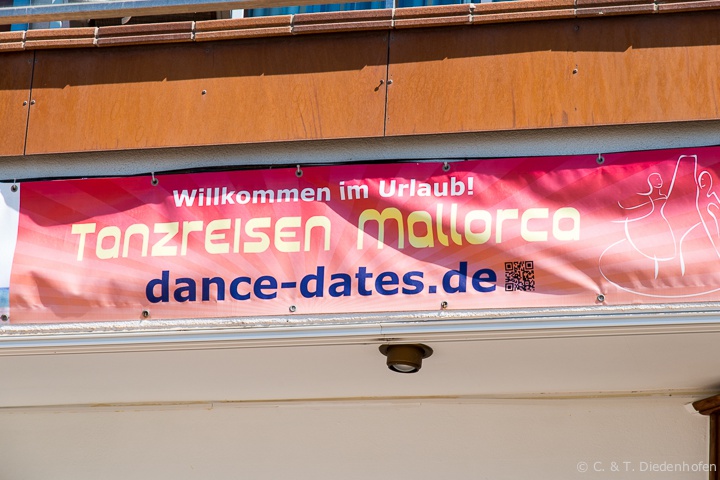 Willkommen im Urlaub!
Tanzreisen Mallorca
dance-dates.de
© C. & T. Diedenhofen